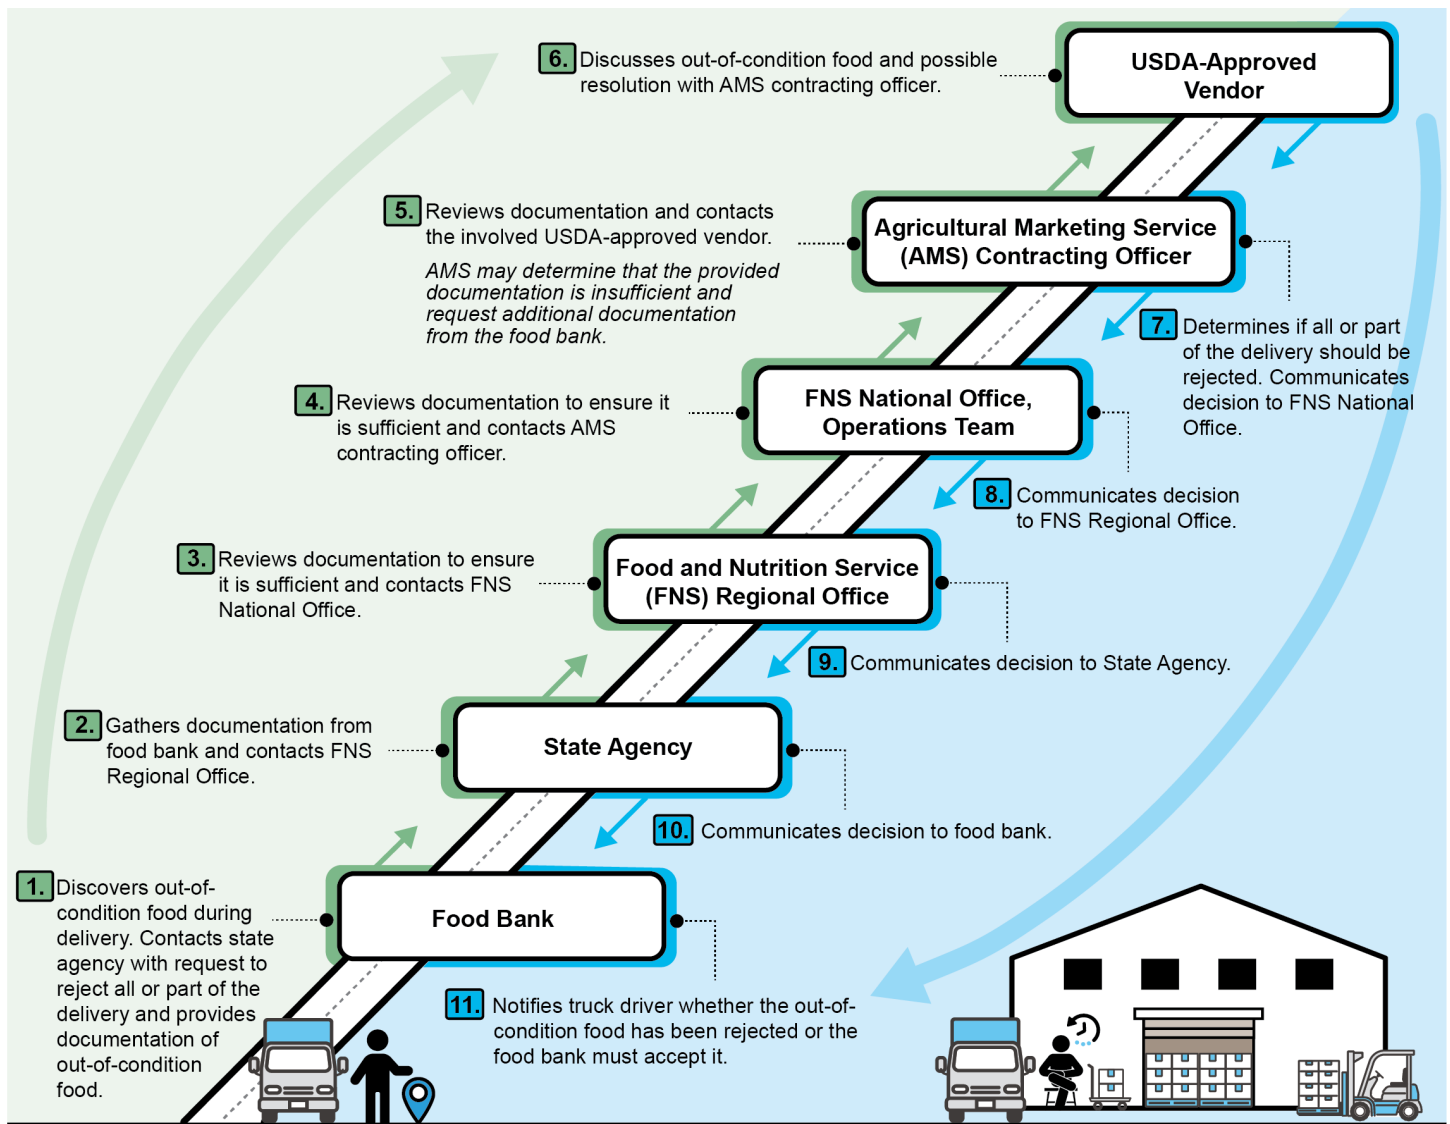 6. Discusses out-of-condition food and possible
resolution with AMS contracting officer.
USDA-Approved
Vendor
5. Reviews documentation and contacts
the involved USDA-approved vendor.
AMS may determine that the provided
documentation is insufficient and
request additional documentation
from the food bank.
Agricultural Marketing Service
(AMS) Contracting Officer
7. Determines if all or part
of the delivery should be
rejected. Communicates
decision to FNS National
Office.
4. Reviews documentation to ensure it
is sufficient and contacts AMS
contracting officer.
FNS National Office,
Operations Team
8. Communicates decision
to FNS Regional Office.
3. Reviews documentation to ensure
it is sufficient and contacts FNS
National Office.
Food and Nutrition Service
(FNS) Regional Office
9. Communicates decision to State Agency.
2. Gathers documentation from
food bank and contacts FNS
Regional Office.
State Agency
10. Communicates decision to food bank.
1. Discovers out-of-
condition food during
delivery. Contacts state
agency with request to
reject all or part of the
delivery and provides
documentation of
out-of-condition
food.
Food Bank
11. Notifies truck driver whether the out-of-
condition food has been rejected or the
food bank must accept it.